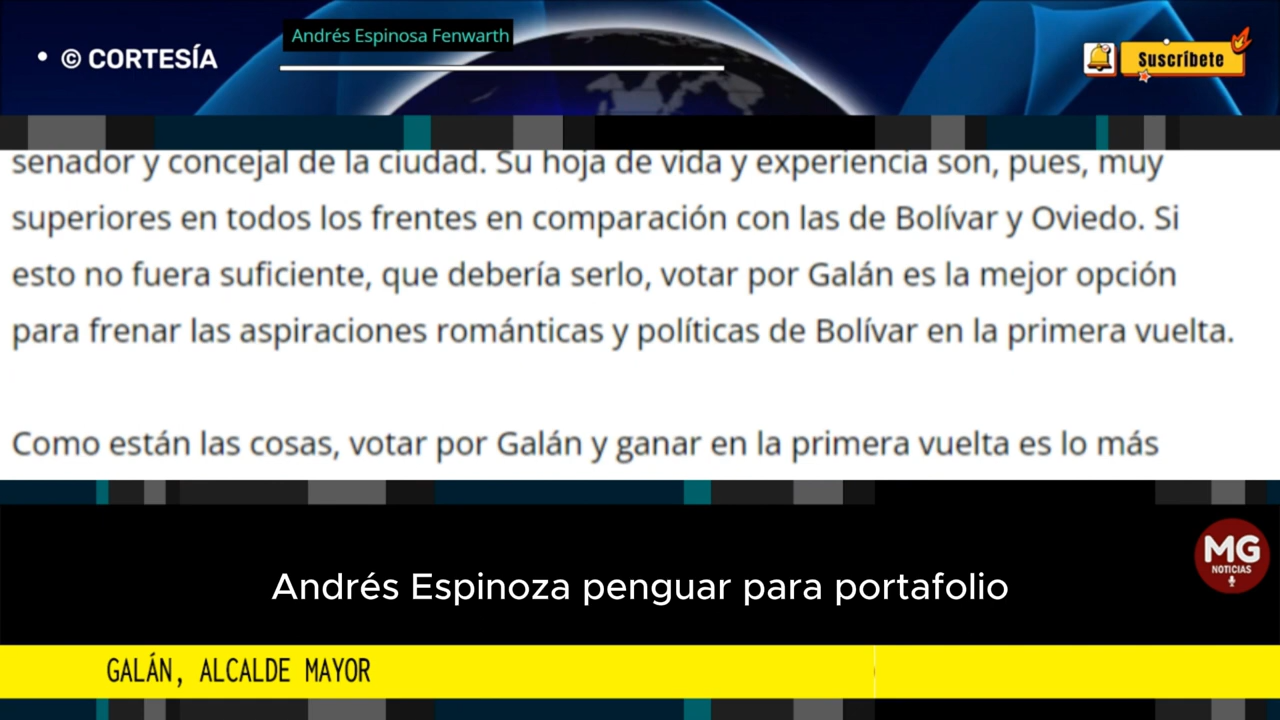 • © CORTESÍA
Andrés Espinosa Fenwarth
Suscríbete
senador y concejal de la ciudad. Su hoja de vida y experiencia son, pues, muy
superiores en todos los frentes en comparación con las de Bolívar y Oviedo. Si
esto no fuera suficiente, que debería serlo, votar por Galán es la mejor opción
para frenar las aspiraciones románticas y políticas de Bolívar en la primera vuelta.
Como están las cosas, votar por Galán y ganar en la primera vuelta es lo más
MG
NOTICIAS
Andrés Espinoza penguar para portafolio
GALÁN, ALCALDE MAYOR